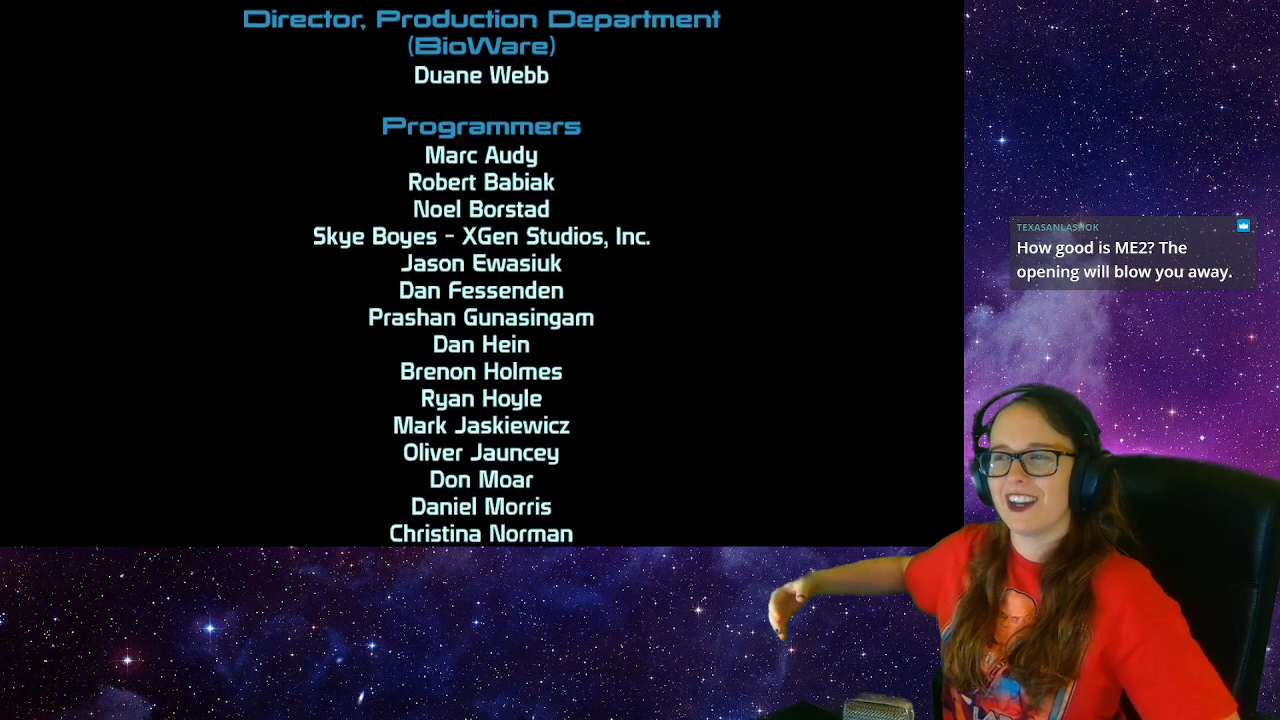 Director, Production Department
(BioWare)
Duane Webb
Programmers
Marc Audy
Robert Babiak
Noel Borstad
Skye Boyes - XGen Studios, Inc.
Jason Ewasiuk
Dan Fessenden
Prashan Gunasingam
Dan Hein
Brenon Holmes
Ryan Hoyle
Mark Jaskiewicz
Oliver Jauncey
Don Moar
Daniel Morris
Christina Norman
TEXASANLASHOK
How good is ME2? The
opening will blow you away.